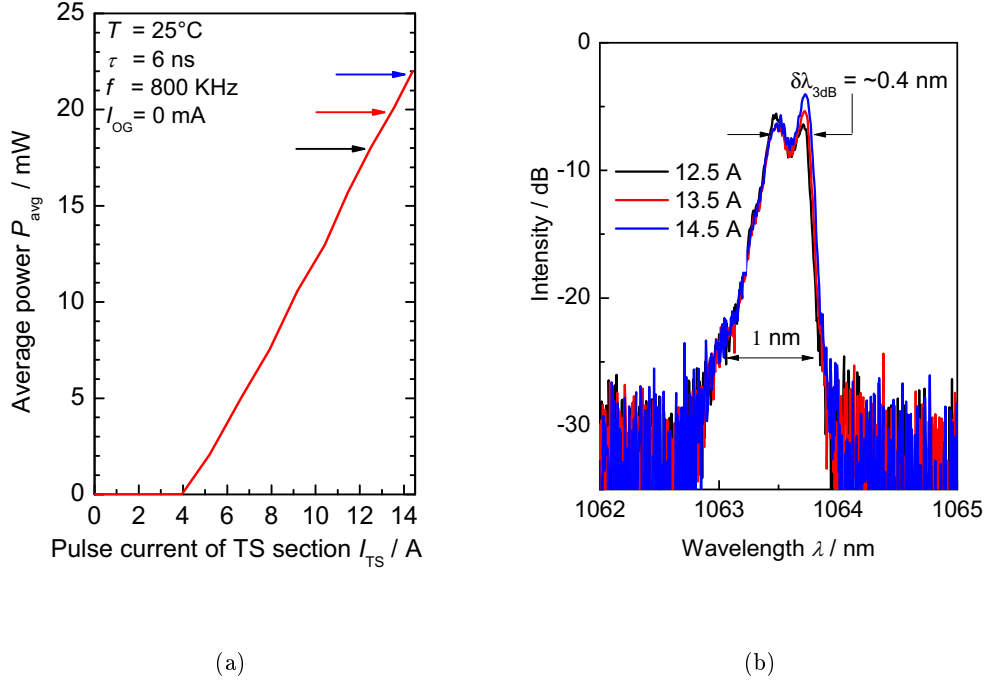 25
20
15
10
5
0
Average power P_avg / mW
T = 25°C
τ = 6 ns
f = 800 KHz
I_OG = 0 mA
0 2 4 6 8 10 12 14
Pulse current of TS section I_TS / A
(a)
0
-10
-20
-30
Intensity / dB
δλ_3dB = ~0.4 nm
12.5 A
13.5 A
14.5 A
1 nm
1062 1063 1064 1065
Wavelength λ / nm
(b)